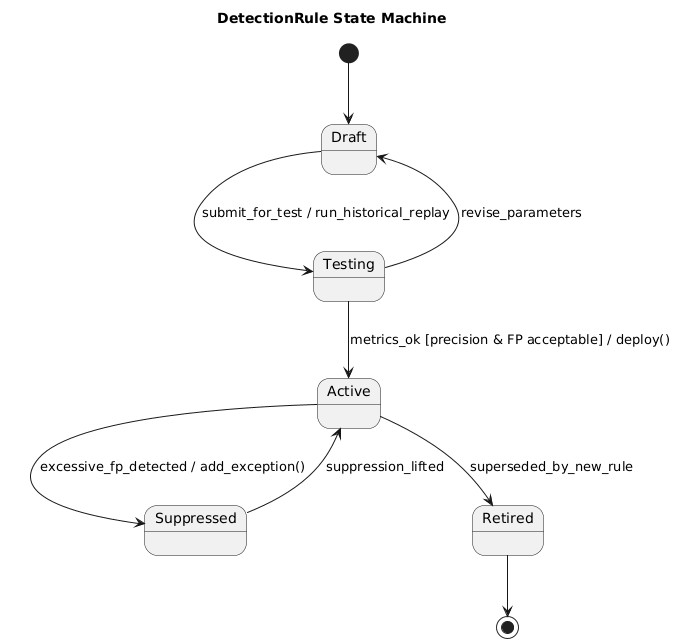 DetectionRule State Machine
Draft
submit_for_test / run_historical_replay
revise_parameters
Testing
metrics_ok [precision & FP acceptable] / deploy()
Active
excessive_fp_detected / add_exception()
suppression_lifted
superseded_by_new_rule
Suppressed
Retired